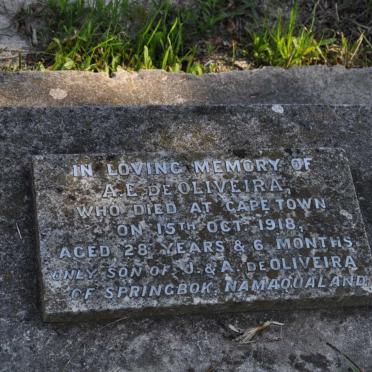 IN LOVING MEMORY OF
A.E. DE OLIVEIRA,
WHO DIED AT CAPE TOWN
ON 15TH OCT 1918,
AGED 28 YEARS & 6 MONTHS
ONLY SON OF J. & A. DE OLIVEIRA
OF SPRINGBOK, NAMAQUALAND